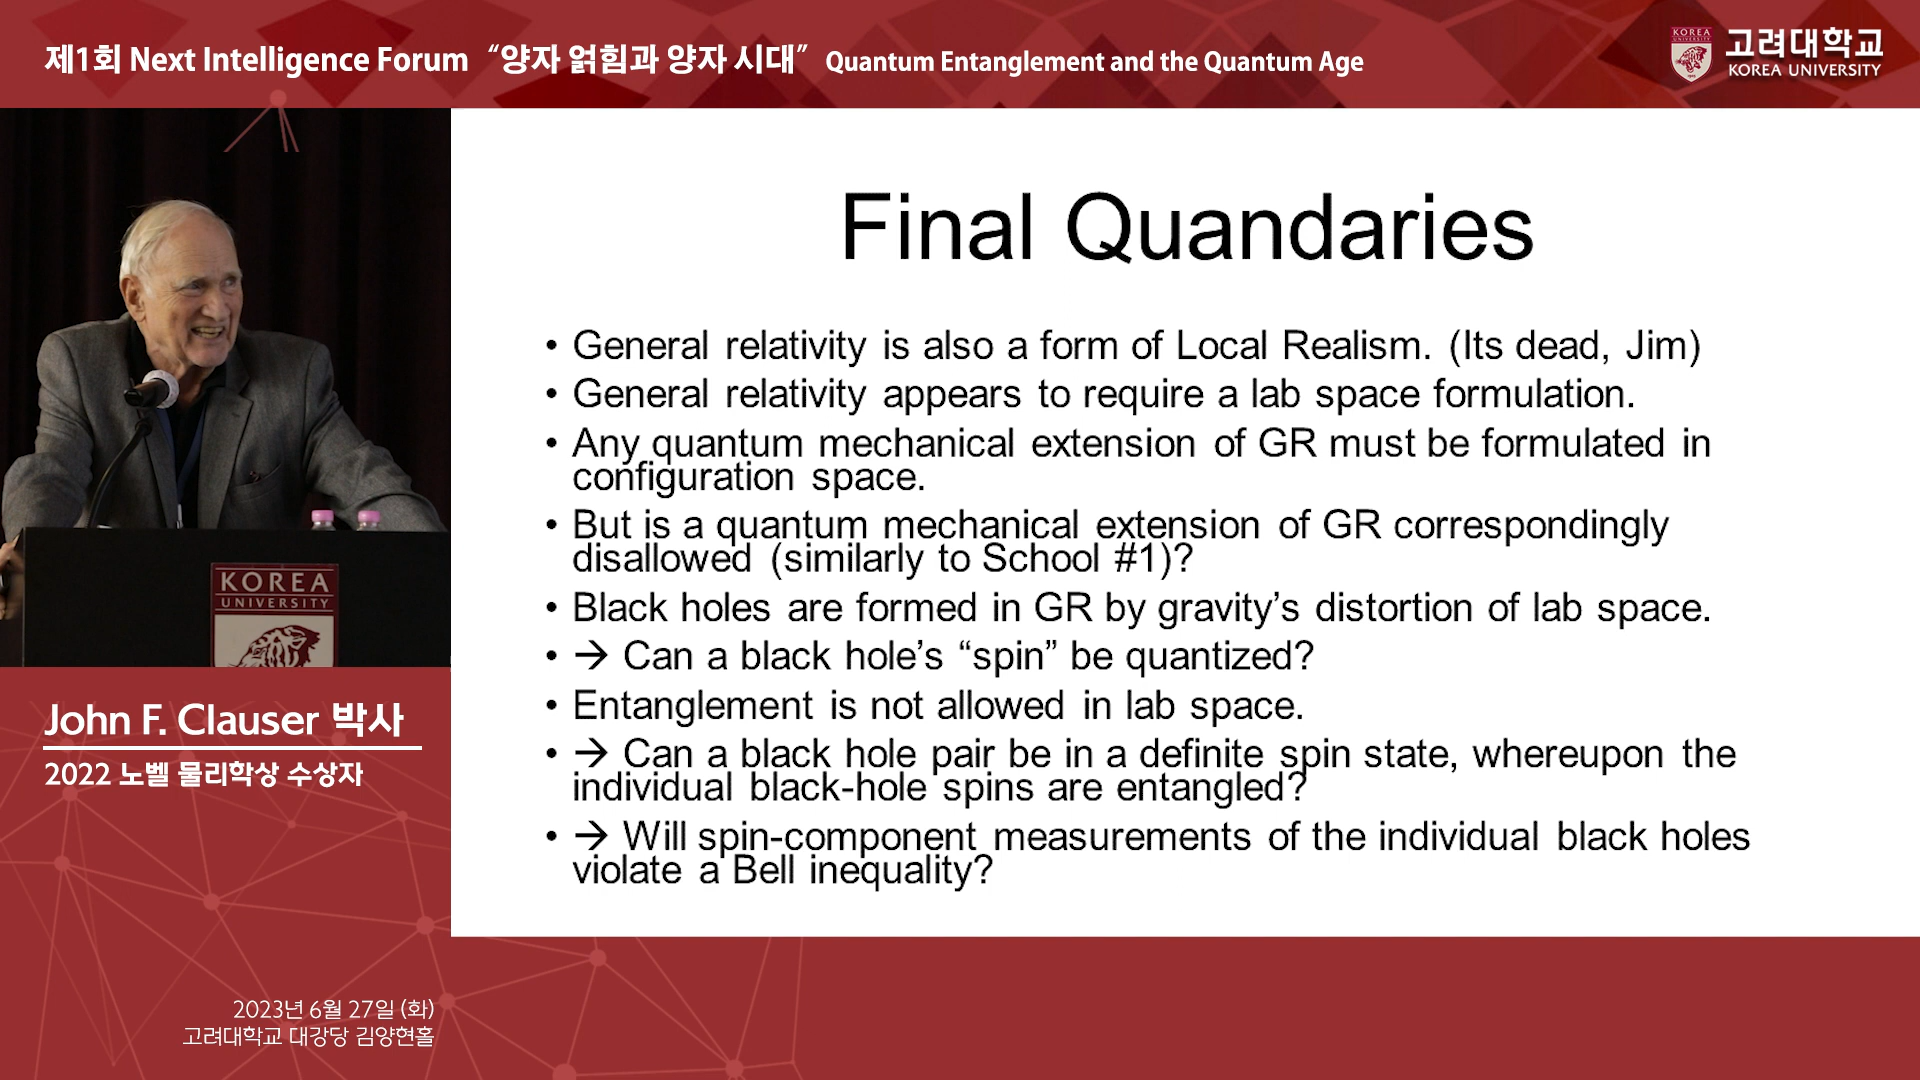 제1회 Next Intelligence Forum “양자 얽힘과 양자 시대” Quantum Entanglement and the Quantum Age
KOREA UNIVERSITY
고려대학교
KOREA UNIVERSITY
Final Quandaries
• General relativity is also a form of Local Realism. (Its dead, Jim)
• General relativity appears to require a lab space formulation.
• Any quantum mechanical extension of GR must be formulated in
configuration space.
• But is a quantum mechanical extension of GR correspondingly
disallowed (similarly to School #1)?
• Black holes are formed in GR by gravity’s distortion of lab space.
• → Can a black hole’s “spin” be quantized?
• Entanglement is not allowed in lab space.
• → Can a black hole pair be in a definite spin state, whereupon the
individual black-hole spins are entangled?
• → Will spin-component measurements of the individual black holes
violate a Bell inequality?
KOREA
UNIVERSITY
John F. Clauser 박사
2022 노벨 물리학상 수상자
2023년 6월 27일 (화)
고려대학교 대강당 김양현홀